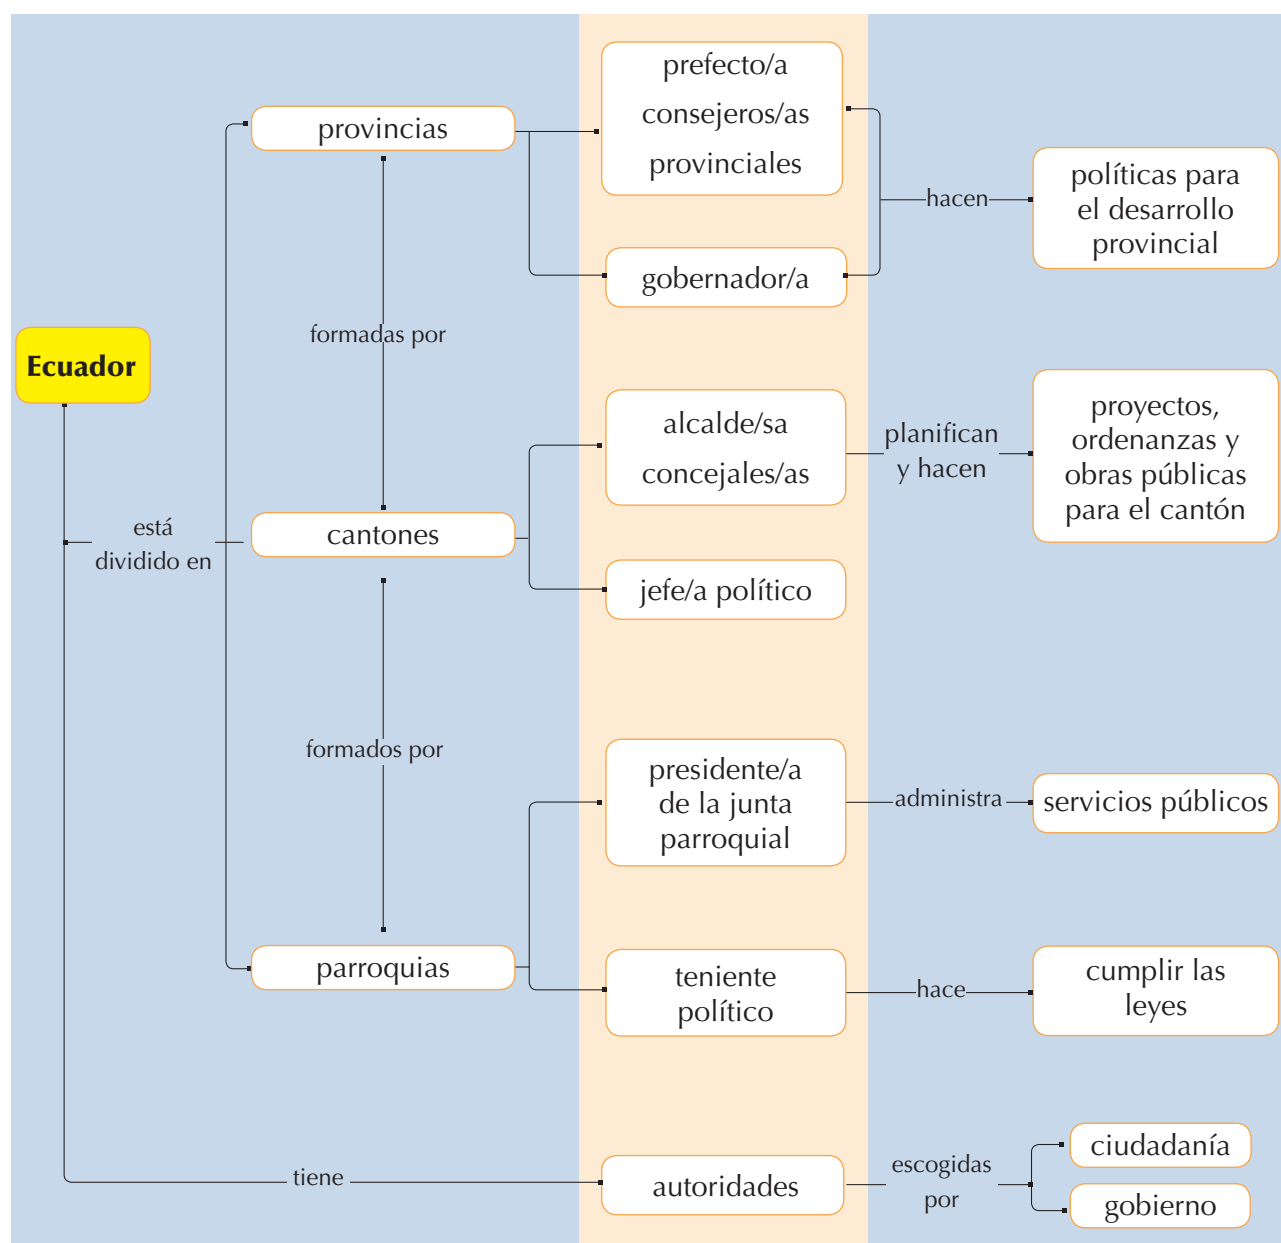 Ecuador
está
dividido en
provincias
formadas por
cantones
formados por
parroquias
prefecto/a
consejeros/as
provinciales
gobernador/a
hacen
políticas para
el desarrollo
provincial
alcalde/sa
concejales/as
planifican
y hacen
proyectos,
ordenanzas y
obras públicas
para el cantón
jefe/a político
presidente/a
de la junta
parroquial
administra
servicios públicos
teniente
político
hace
cumplir las
leyes
tiene
autoridades
escogidas
por
ciudadanía
gobierno